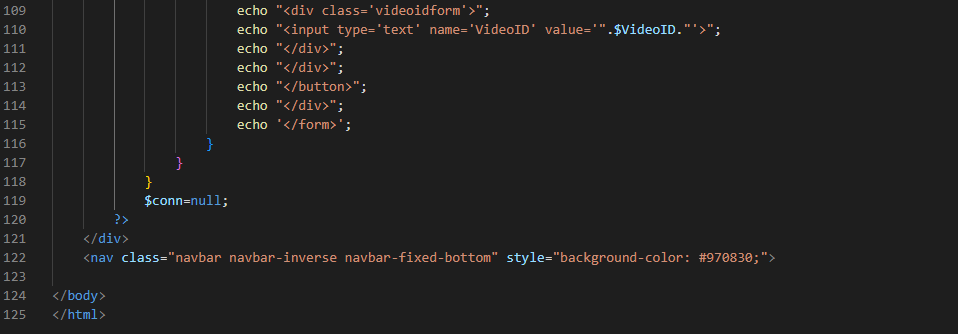 109 echo "<div class='videoidform'>";
110 echo "<input type='text' name='VideoID' value='".$VideoID."'>";
111 echo "</div>";
112 echo "</div>";
113 echo "</button>";
114 echo "</div>";
115 echo '</form>';
116 }
117 }
118 }
119 $conn=null;
120 ?>
121 </div>
122 <nav class="navbar navbar-inverse navbar-fixed-bottom" style="background-color: #970830;">
123
124 </body>
125 </html>